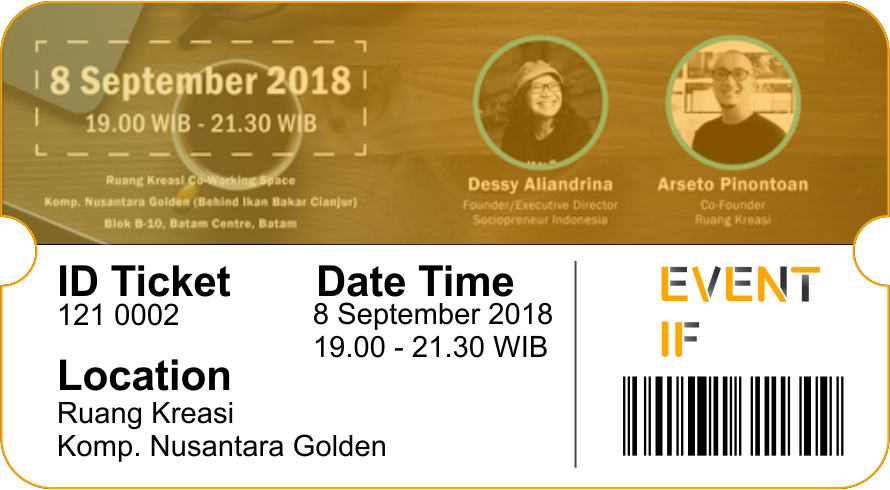 8 September 2018
19.00 WIB - 21.30 WIB
Ruang Kreasi Co-Working Space
Komp. Nusantara Golden (Behind Ikan Bakar Cianjur)
Blok B-10, Batam Centre, Batam
Dessy Aliandrina
Founder/Executive Director
Sociopreneur Indonesia
Arseto Pinontoan
Co-Founder
Ruang Kreasi
ID Ticket
121 0002
Date Time
8 September 2018
19.00 - 21.30 WIB
Location
Ruang Kreasi
Komp. Nusantara Golden
EVENT
IF